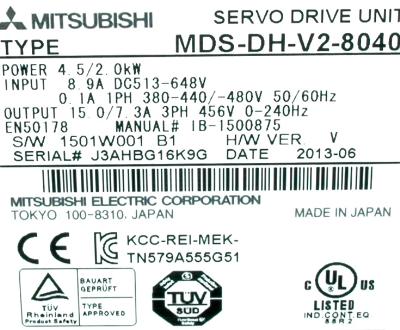 MITSUBISHI SERVO DRIVE UNIT
TYPE MDS-DH-V2-8040
POWER 4.5/2.0kW
INPUT 8.9A DC513-648V
0.1A 1PH 380-440/-480V 50/60Hz
OUTPUT 15.0/7.3A 3PH 456V 0-240Hz
EN50178 MANUAL# IB-1500875
S/W 1501W001 B1 H/W VER. V
SERIAL# J3AHBG16K9G DATE 2013-06
MITSUBISHI ELECTRIC CORPORATION
TOKYO 100-8310, JAPAN MADE IN JAPAN
CE KCC-REI-MEK-
TN579A555G51
TÜV
Rheinland
Product Safety
BAUART
GEPRÜFT
TYPE
APPROVED
TÜV
SÜD
C UL US
LISTED
IND.CONT.EQ
88R2